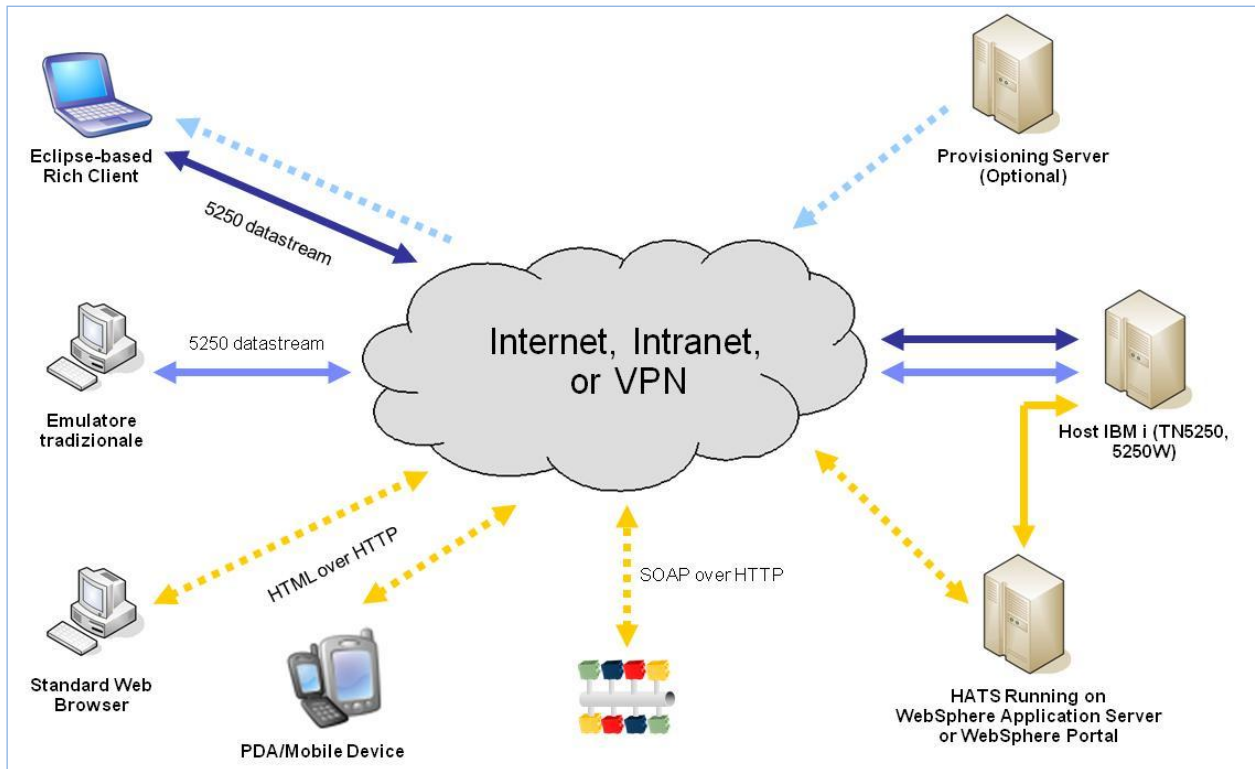 Eclipse-based
Rich Client
Provisioning Server
(Optional)
5250 datastream
Internet, Intranet,
or VPN
5250 datastream
Emulatore
tradizionale
Host IBM i (TN5250,
5250W)
HTML over HTTP
SOAP over HTTP
Standard Web
Browser
PDA/Mobile Device
HATS Running on
WebSphere Application Server
or WebSphere Portal